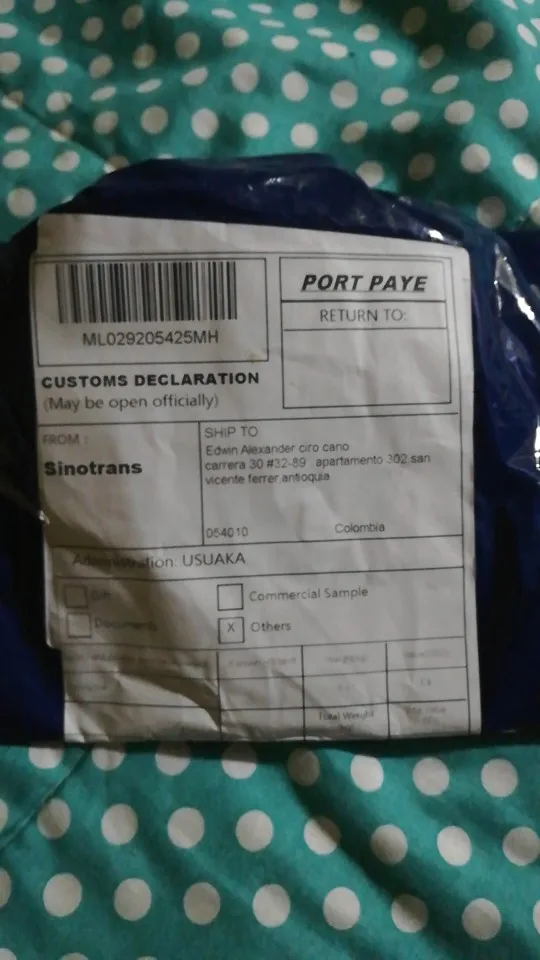 PORT PAYE
RETURN TO:
ML029205425MH
CUSTOMS DECLARATION
(May be open officially)
FROM :
Sinotrans
SHIP TO
Edwin Alexander ciro cano
carrera 30 #32-89 apartamento 302 san
vicente ferrer antioquia
054010 Colombia
Administration: USUAKA
Gift
Commercial Sample
Documents
X Others
Total Weight